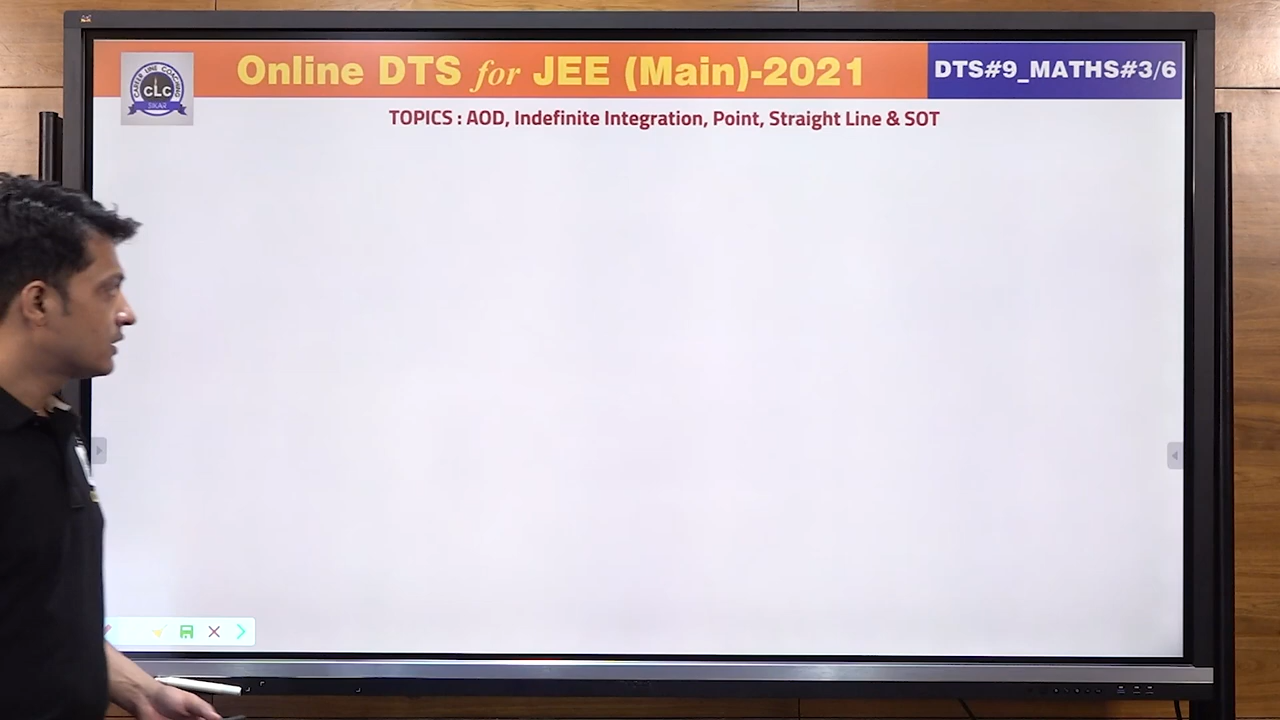 Online DTS for JEE (Main)-2021
DTS#9_MATHS#3/6
CLC
SIKAR
TOPICS : AOD, Indefinite Integration, Point, Straight Line & SOT